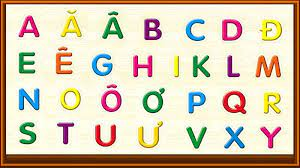 A Ă Â B C D Đ
E Ê G H I K L M
N O Ô Ơ P Q R
S T U Ư V X Y